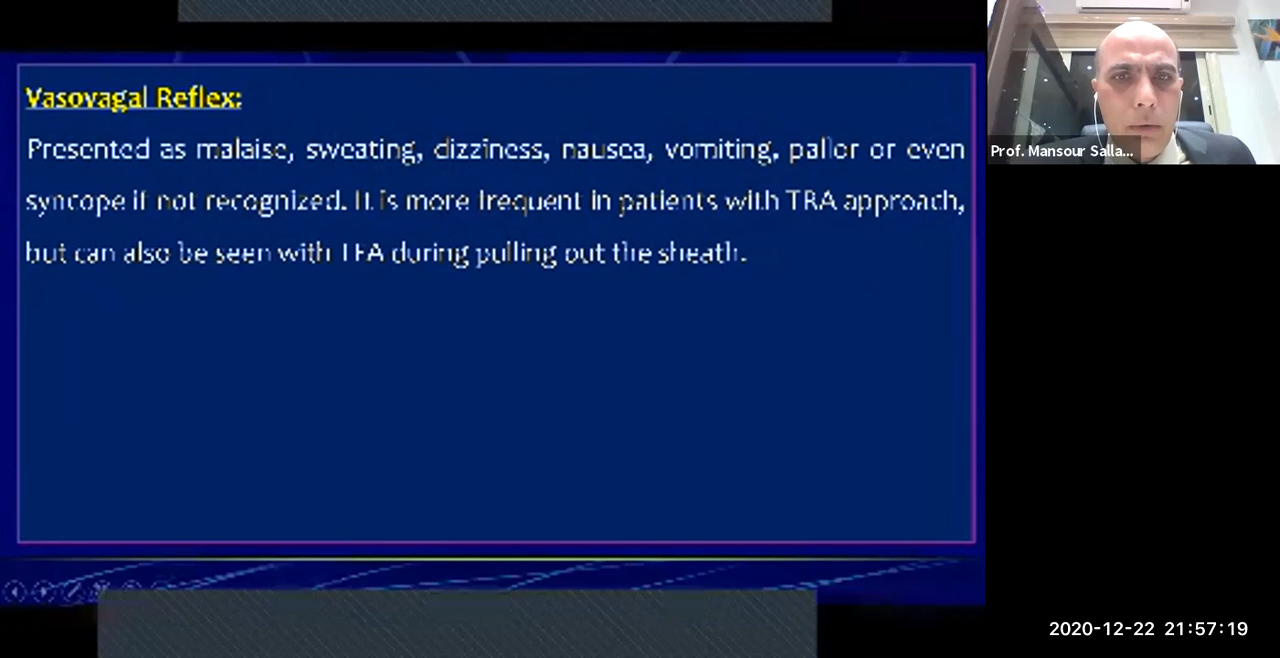 Vasovagal Reflex:
Presented as malaise, sweating, dizziness, nausea, vomiting, pallor or even
syncope if not recognized. It is more frequent in patients with TRA approach,
but can also be seen with TFA during pulling out the sheath.
Prof. Mansour Salla...
2020-12-22 21:57:19